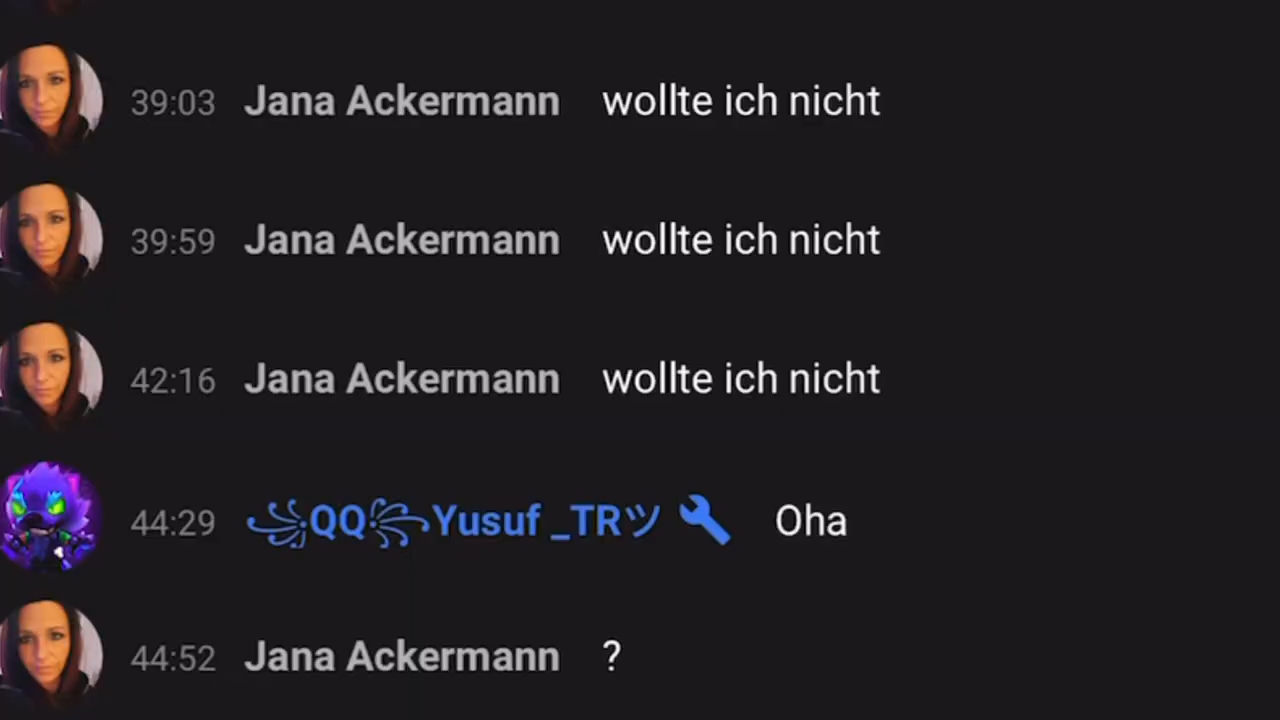 39:03 Jana Ackermann wollte ich nicht
39:59 Jana Ackermann wollte ich nicht
42:16 Jana Ackermann wollte ich nicht
44:29 ꧁QQ꧂Yusuf _TRツ 🔧 Oha
44:52 Jana Ackermann ?